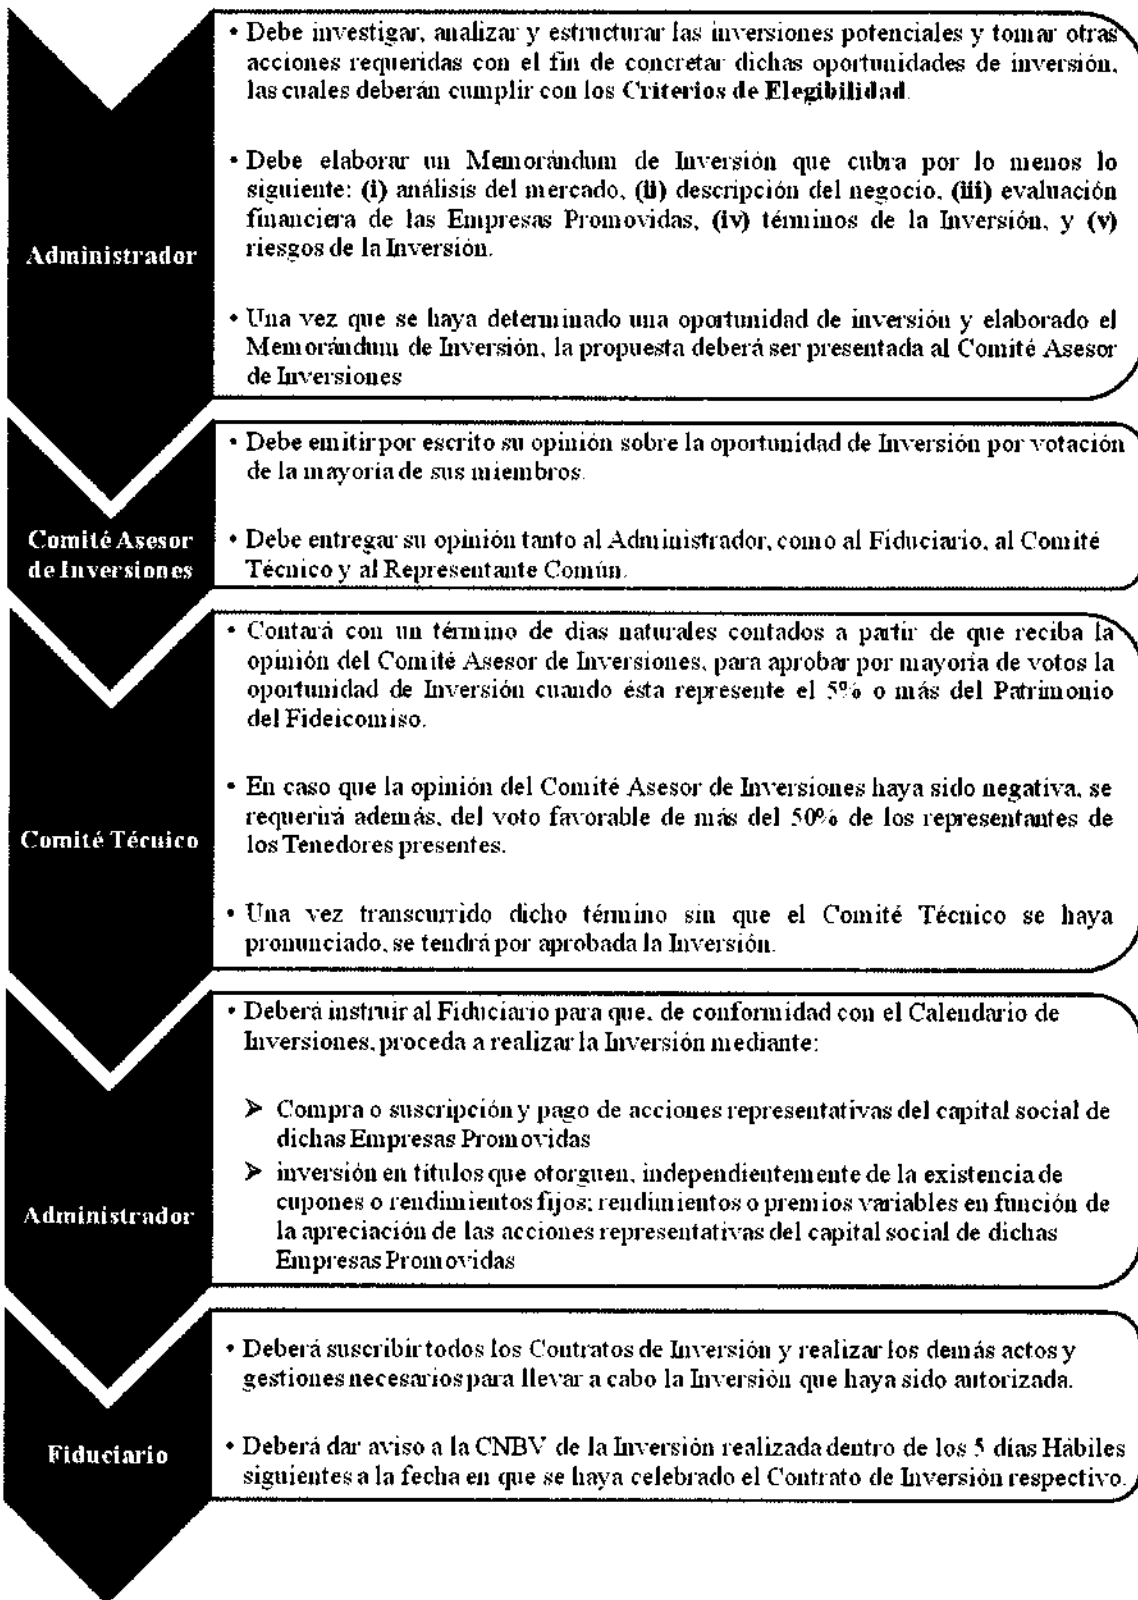 • Debe investigar, analizar y estructurar las inversiones potenciales y tomar otras
acciones requeridas con el fin de concretar dichas oportunidades de inversión,
las cuales deberán cumplir con los Criterios de Elegibilidad.
• Debe elaborar un Memorándum de Inversión que cubra por lo menos lo
siguiente: (i) análisis del mercado, (ii) descripción del negocio, (iii) evaluación
financiera de las Empresas Promovidas, (iv) términos de la Inversión, y (v)
riesgos de la Inversión.
Administrador
• Una vez que se haya determinado una oportunidad de inversión y elaborado el
Memorándum de Inversión, la propuesta deberá ser presentada al Comité Asesor
de Inversiones
• Debe emitir por escrito su opinión sobre la oportunidad de Inversión por votación
de la mayoría de sus miembros.
Comité Asesor
de Inversiones
• Debe entregar su opinión tanto al Administrador, como al Fiduciario, al Comité
Técnico y al Representante Común.
• Contará con un término de días naturales contados a partir de que reciba la
opinión del Comité Asesor de Inversiones, para aprobar por mayoría de votos la
oportunidad de Inversión cuando ésta represente el 5% o más del Patrimonio
del Fideicomiso.
• En caso que la opinión del Comité Asesor de Inversiones haya sido negativa, se
requerirá además, del voto favorable de más del 50% de los representantes de
los Tenedores presentes.
Comité Técnico
• Una vez transcurrido dicho término sin que el Comité Técnico se haya
pronunciado, se tendrá por aprobada la Inversión.
• Deberá instruir al Fiduciario para que, de conformidad con el Calendario de
Inversiones, proceda a realizar la Inversión mediante:
➤ Compra o suscripción y pago de acciones representativas del capital social de
dichas Empresas Promovidas
➤ inversión en títulos que otorguen, independientemente de la existencia de
cupones o rendimientos fijos; rendimientos o premios variables en función de
la apreciación de las acciones representativas del capital social de dichas
Empresas Promovidas
Administrador
• Deberá suscribir todos los Contratos de Inversión y realizar los demás actos y
gestiones necesarios para llevar a cabo la Inversión que haya sido autorizada.
Fiduciario
• Deberá dar aviso a la CNBV de la Inversión realizada dentro de los 5 días Hábiles
siguientes a la fecha en que se haya celebrado el Contrato de Inversión respectivo.